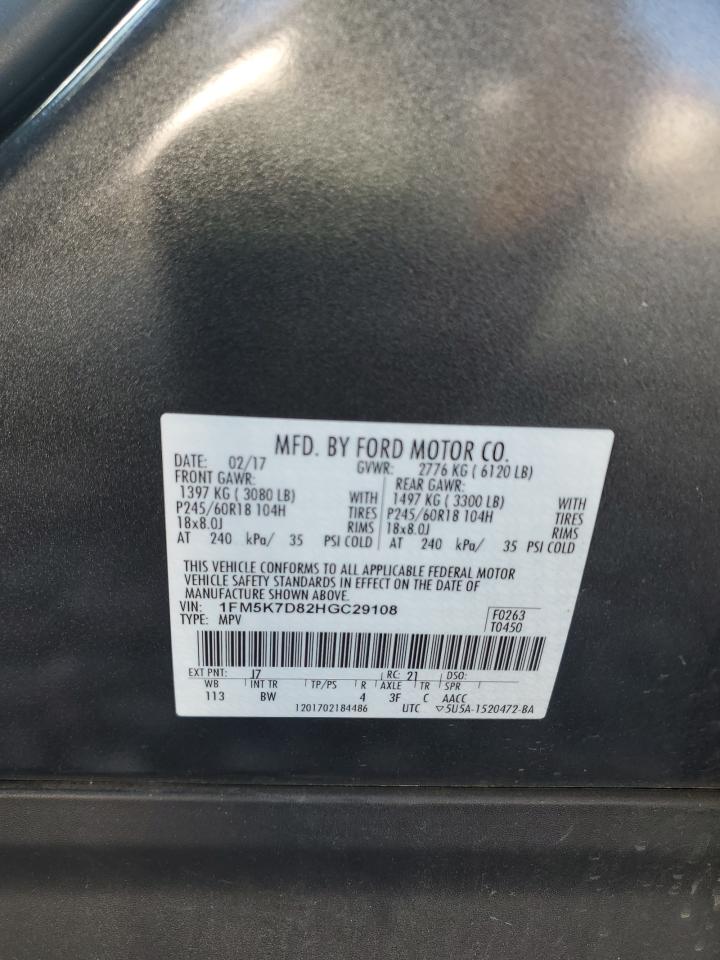 MFD. BY FORD MOTOR CO.
DATE: 02/17 GVWR: 2776 KG ( 6120 LB)
FRONT GAWR: REAR GAWR:
1397 KG ( 3080 LB) WITH 1497 KG ( 3300 LB) WITH
P245/60R18 104H TIRES P245/60R18 104H TIRES
18x8.0J RIMS 18x8.0J RIMS
AT 240 kPa/ 35 PSI COLD AT 240 kPa/ 35 PSI COLD
THIS VEHICLE CONFORMS TO ALL APPLICABLE FEDERAL MOTOR
VEHICLE SAFETY STANDARDS IN EFFECT ON THE DATE OF
MANUFACTURE SHOWN ABOVE.
VIN: 1FM5K7D82HGC29108 F0263
TYPE: MPV T0450
EXT PNT: J7 RC: 21 DSO:
WB INT TR TP/PS R AXLE TR SPR
113 BW 4 3F C AACC
1201702184486 UTC ▽5U5A-1520472-BA